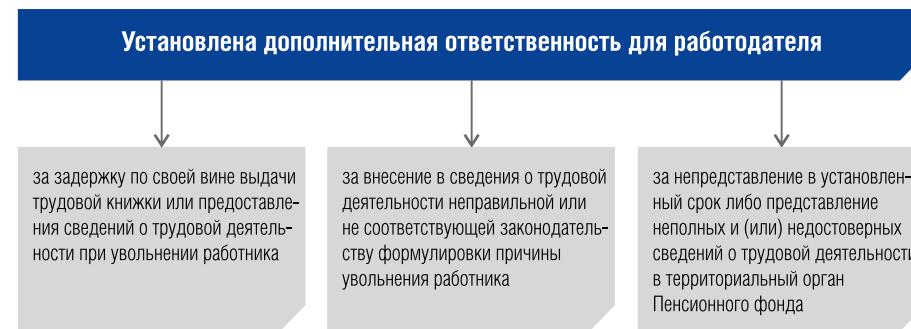 Установлена дополнительная ответственность для работодателя
за задержку по своей вине выдачи
трудовой книжки или предоставле-
ния сведений о трудовой деятель-
ности при увольнении работника
за внесение в сведения о трудовой
деятельности неправильной или
не соответствующей законодатель-
ству формулировки причины
увольнения работника
за непредставление в установлен-
ный срок либо представление
неполных и (или) недостоверных
сведений о трудовой деятельности
в территориальный орган
Пенсионного фонда